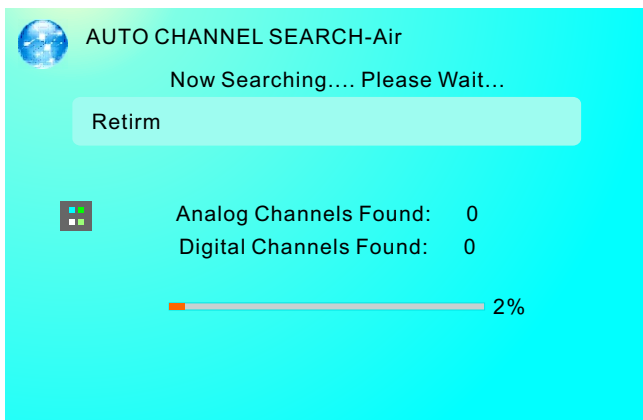 AUTO CHANNEL SEARCH-Air
Now Searching.... Please Wait...
Retirm
Analog Channels Found: 0
Digital Channels Found: 0
2%